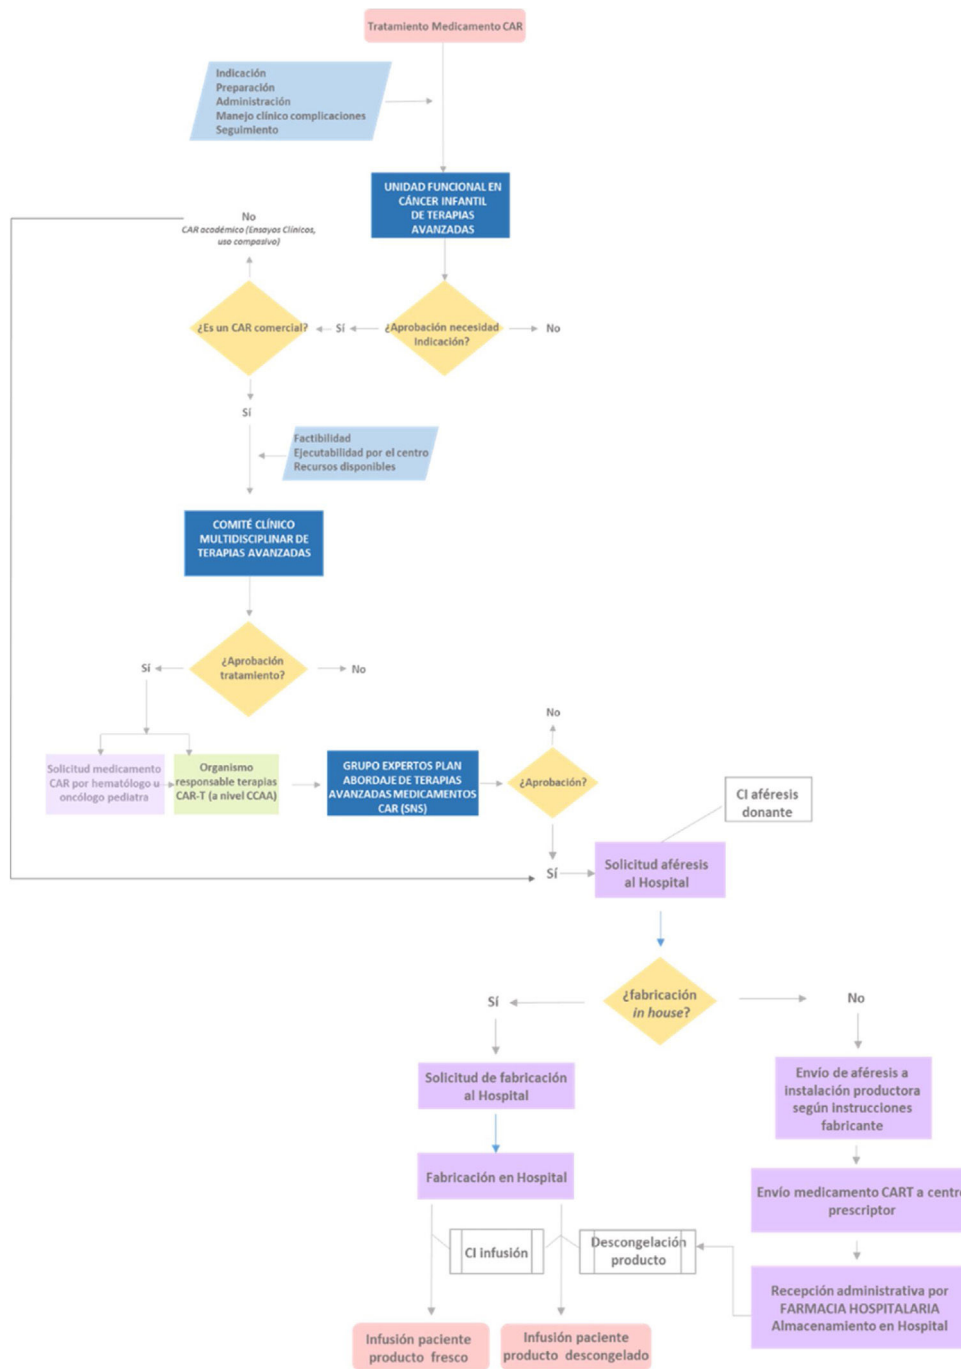 Tratamiento Medicamento CAR
Indicación
Preparación
Administración
Manejo clínico complicaciones
Seguimiento
UNIDAD FUNCIONAL EN
CÁNCER INFANTIL
DE TERAPIAS
AVANZADAS
No
CAR académico (Ensayos Clínicos,
uso compasivo)
¿Es un CAR comercial?
Sí
¿Aprobación necesidad
Indicación?
No
Sí
Factibilidad
Ejecutabilidad por el centro
Recursos disponibles
COMITÉ CLÍNICO
MULTIDISCIPLINAR DE
TERAPIAS AVANZADAS
Sí
¿Aprobación
tratamiento?
No
Solicitud medicamento
CAR por hematólogo u
oncólogo pediatra
Organismo
responsable terapias
CAR-T (a nivel CCAA)
GRUPO EXPERTOS PLAN
ABORDAJE DE TERAPIAS
AVANZADAS MEDICAMENTOS
CAR (SNS)
No
¿Aprobación?
Sí
CI aféresis
donante
Solicitud aféresis
al Hospital
¿fabricación
in house?
Sí
No
Solicitud de fabricación
al Hospital
Envío de aféresis a
instalación productora
según instrucciones
fabricante
Fabricación en Hospital
Envío medicamento CART a centro
prescriptor
CI infusión
Descongelación
producto
Recepción administrativa por
FARMACIA HOSPITALARIA
Almacenamiento en Hospital
Infusión paciente
producto fresco
Infusión paciente
producto descongelado